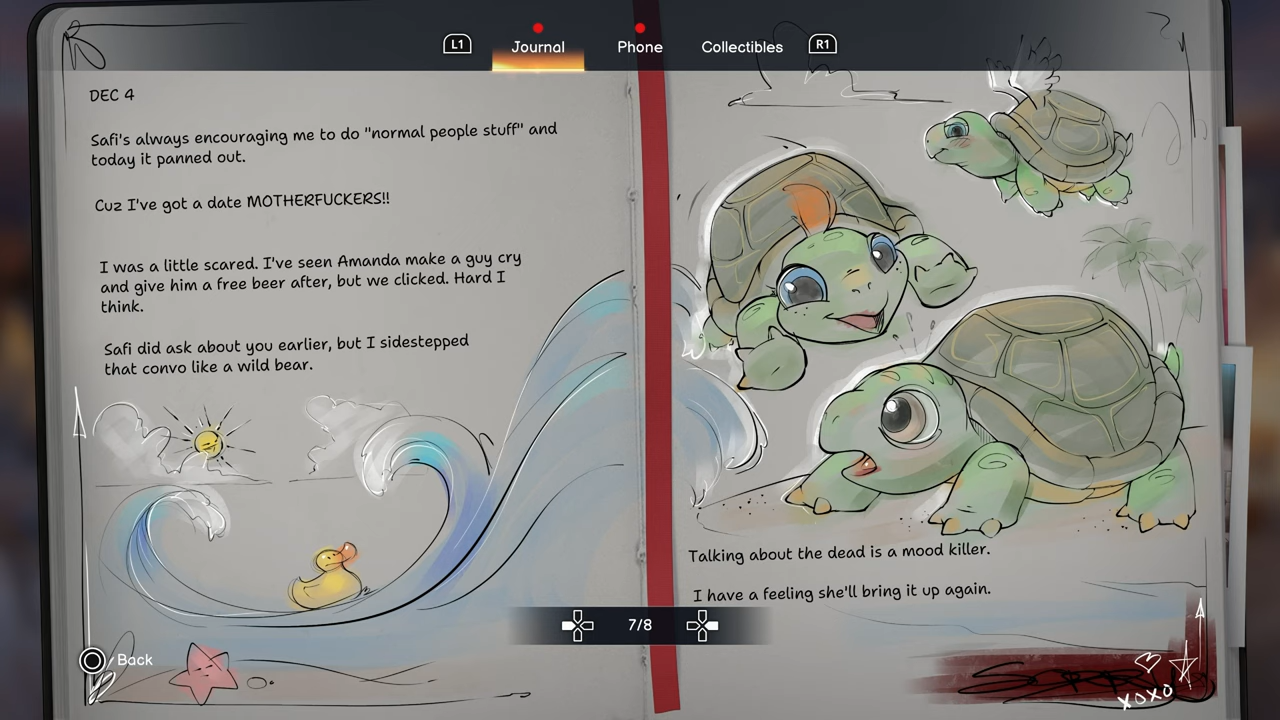 L1 Journal Phone Collectibles R1
DEC 4
Safi's always encouraging me to do "normal people stuff" and
today it panned out.
Cuz I've got a date MOTHERFUCKERS!!
I was a little scared. I've seen Amanda make a guy cry
and give him a free beer after, but we clicked. Hard I
think.
Safi did ask about you earlier, but I sidestepped
that convo like a wild bear.
Talking about the dead is a mood killer.
I have a feeling she'll bring it up again.
7/8
Back
SORRY
XOXO